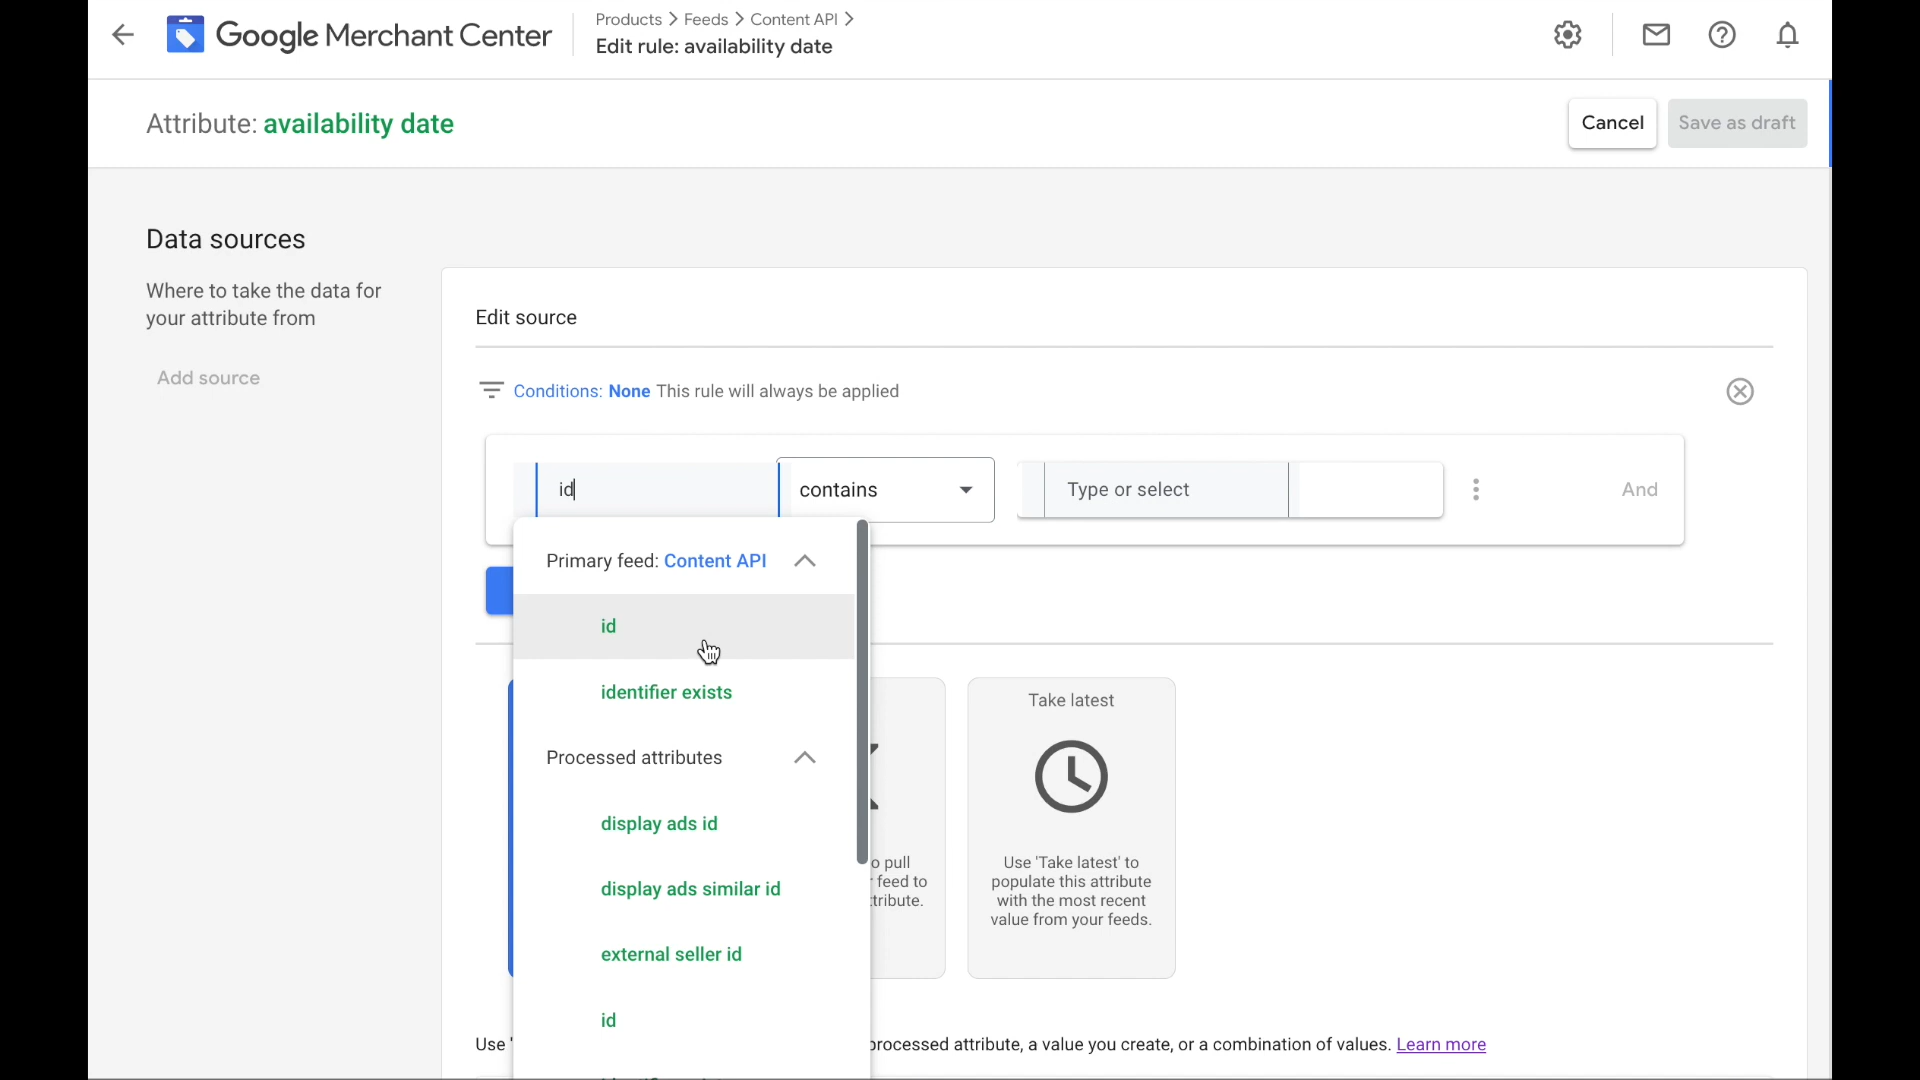 Google Merchant Center
Products > Feeds > Content API >
Edit rule: availability date
Attribute: availability date
Cancel
Save as draft
Data sources
Where to take the data for
your attribute from
Add source
Edit source
Conditions: None This rule will always be applied
id
contains
Type or select
And
Primary feed: Content API
id
identifier exists
Processed attributes
display ads id
display ads similar id
external seller id
id
Take latest
o pull
feed to
ttribute.
Use 'Take latest' to
populate this attribute
with the most recent
value from your feeds.
Use '
processed attribute, a value you create, or a combination of values. Learn more